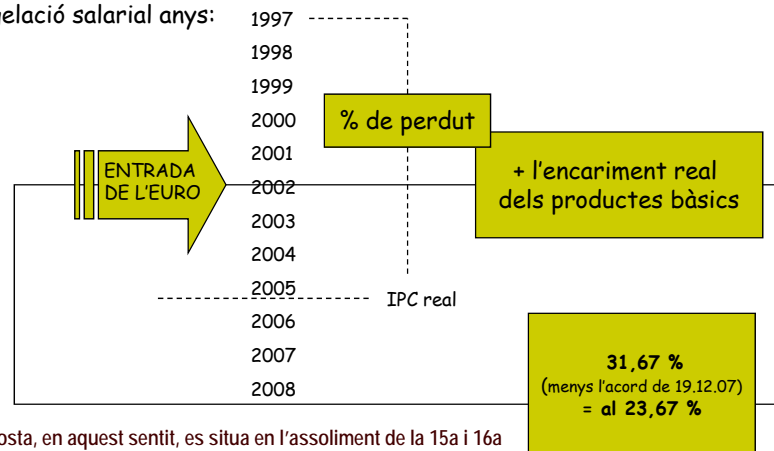 elació salarial anys:
1997
1998
1999
2000
2001
2002
2003
2004
2005
2006
2007
2008
% de perdut
ENTRADA
DE L'EURO
+ l'encariment real
dels productes bàsics
IPC real
31,67 %
(menys l'acord de 19.12.07)
= al 23,67 %
osta, en aquest sentit, es situa en l'assoliment de la 15a i 16a